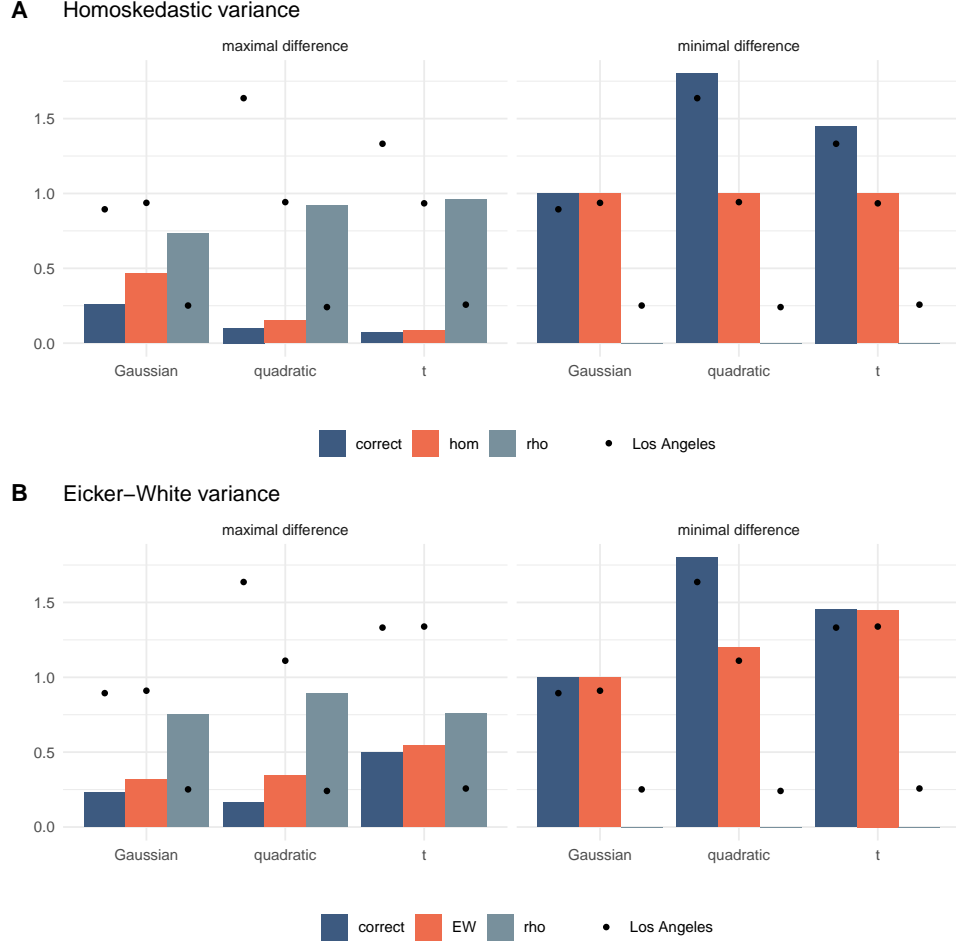 A Homoskedastic variance
maximal difference
minimal difference
1.5
1.0
0.5
0.0
Gaussian quadratic t
Gaussian quadratic t
correct hom rho Los Angeles
B Eicker−White variance
maximal difference
minimal difference
1.5
1.0
0.5
0.0
Gaussian quadratic t
Gaussian quadratic t
correct EW rho Los Angeles